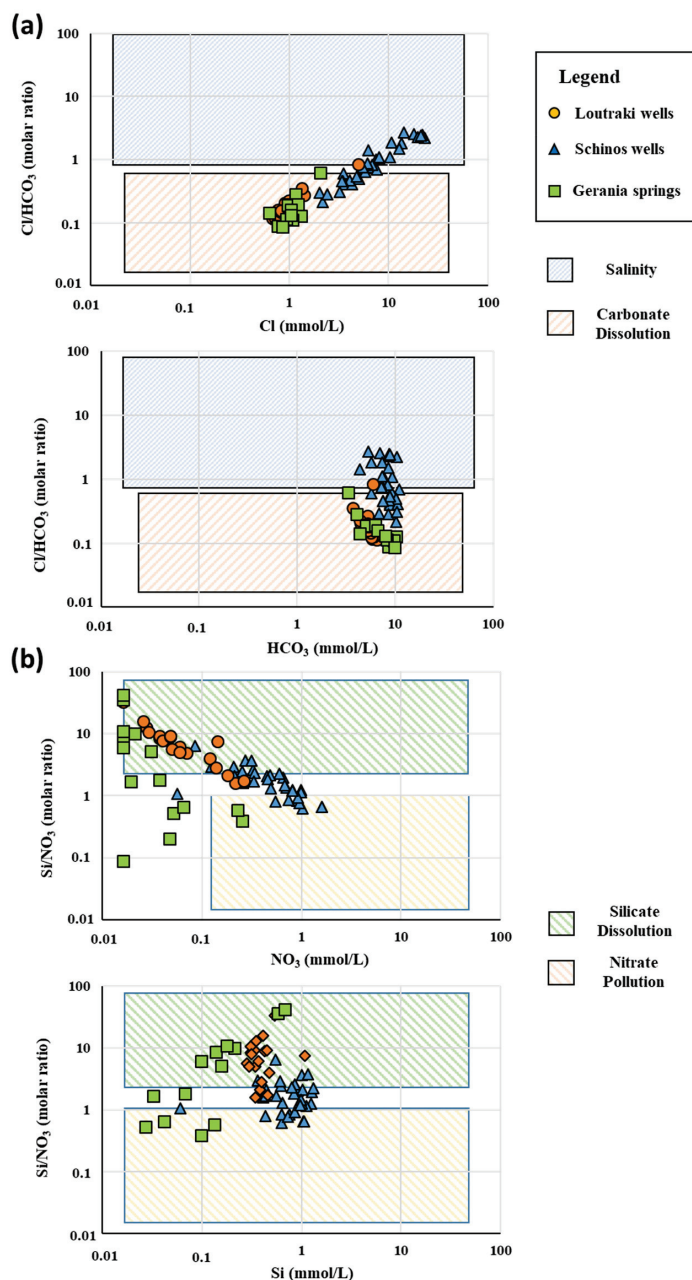 (a)
100
10
1
0.1
0.01
Cl/HCO3 (molar ratio)
0.01
0.1
1
10
100
Cl (mmol/L)
Legend
Loutraki wells
Schinos wells
Gerania springs
Salinity
Carbonate
Dissolution
100
10
1
0.1
0.01
Cl/HCO3 (molar ratio)
0.01
0.1
1
10
100
HCO3 (mmol/L)
(b)
100
10
1
0.1
0.01
Si/NO3 (molar ratio)
0.01
0.1
1
10
100
NO3 (mmol/L)
Silicate
Dissolution
Nitrate
Pollution
100
10
1
0.1
0.01
Si/NO3 (molar ratio)
0.01
0.1
1
10
100
Si (mmol/L)